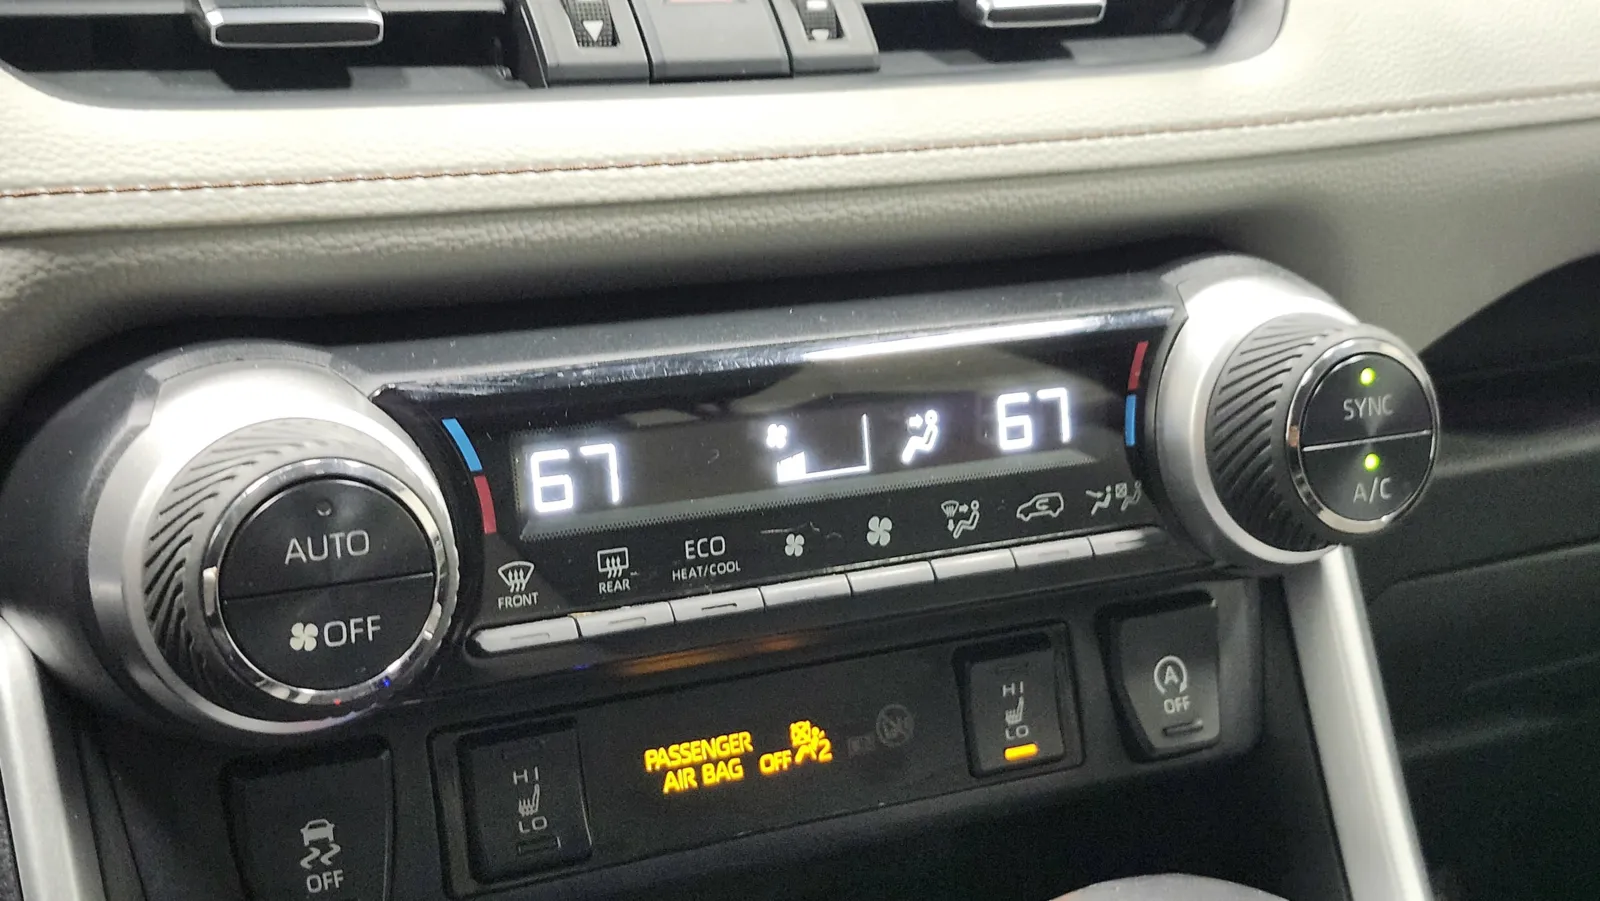 67
67
SYNC
A/C
AUTO
OFF
FRONT
REAR
ECO
HEAT/COOL
PASSENGER
AIR BAG OFF 2
HI
LO
HI
LO
A
OFF
OFF